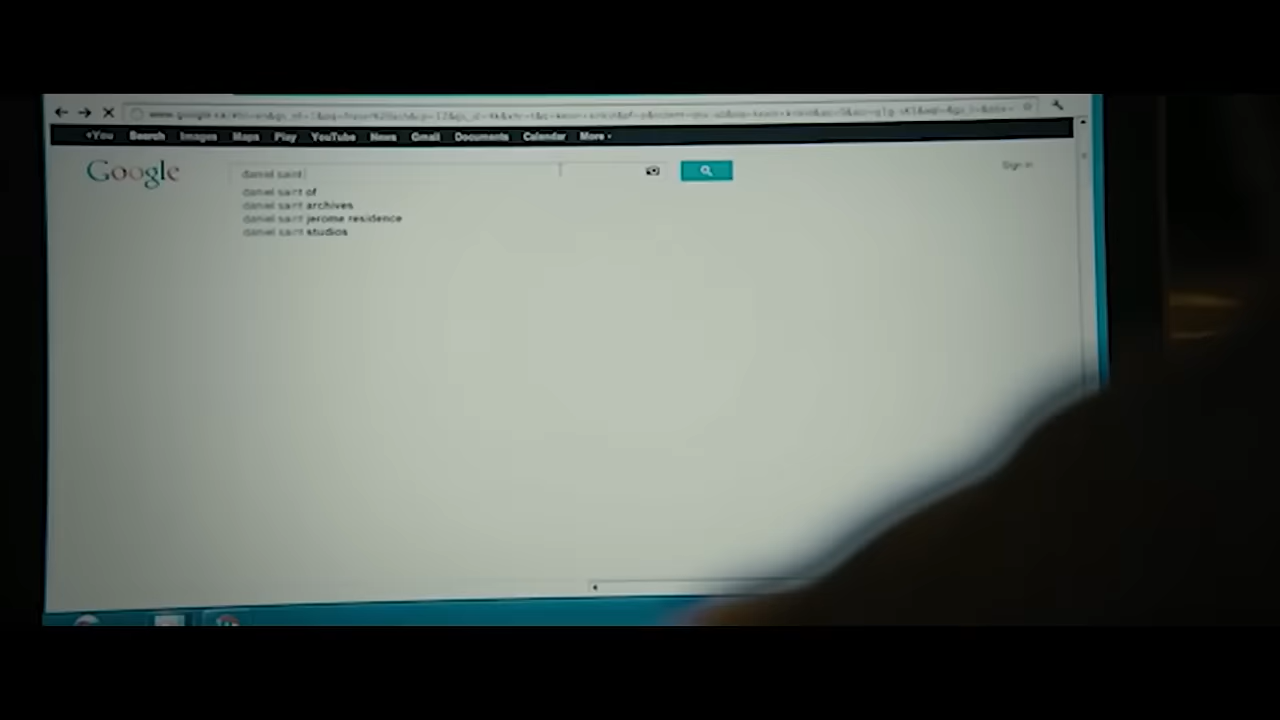 +You Search Images Maps Play YouTube News Gmail Documents Calendar More
Google
daniel saint
Sign in
daniel saint of
daniel saint archives
daniel saint jerome residence
daniel saint studios